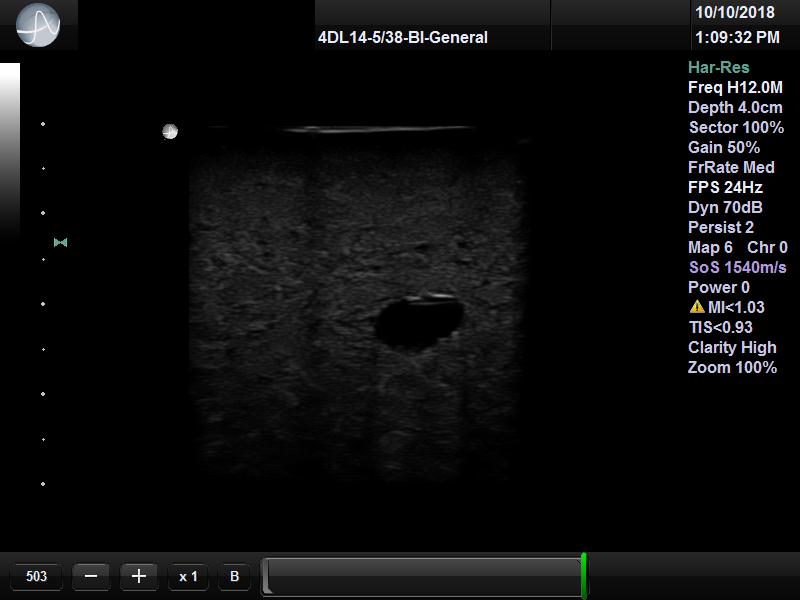 10/10/2018
4DL14-5/38-BI-General
1:09:32 PM
Har-Res
Freq H12.0M
Depth 4.0cm
Sector 100%
Gain 50%
FrRate Med
FPS 24Hz
Dyn 70dB
Persist 2
Map 6 Chr 0
SoS 1540m/s
Power 0
MI<1.03
TIS<0.93
Clarity High
Zoom 100%
503 − + x 1 B